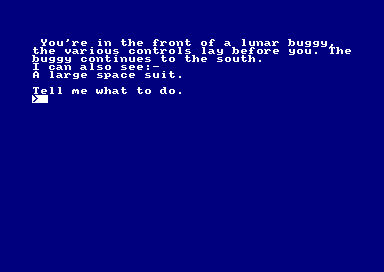 You're in the front of a lunar buggy,
the various controls lay before you. The
buggy continues to the south.
I can also see:-
A large space suit.
Tell me what to do.
>